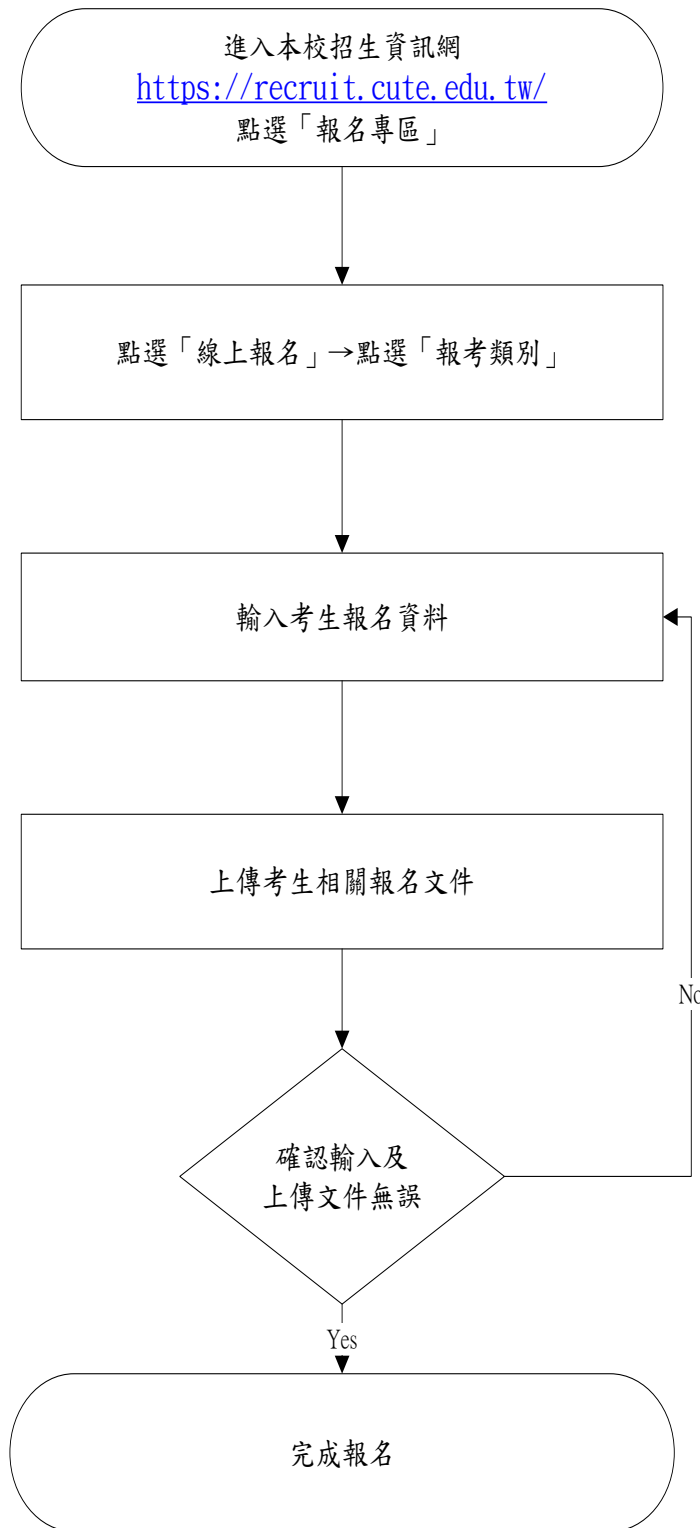 進入本校招生資訊網
https://recruit.cute.edu.tw/
點選「報名專區」
點選「線上報名」→點選「報考類別」
輸入考生報名資料
上傳考生相關報名文件
No
確認輸入及
上傳文件無誤
Yes
完成報名